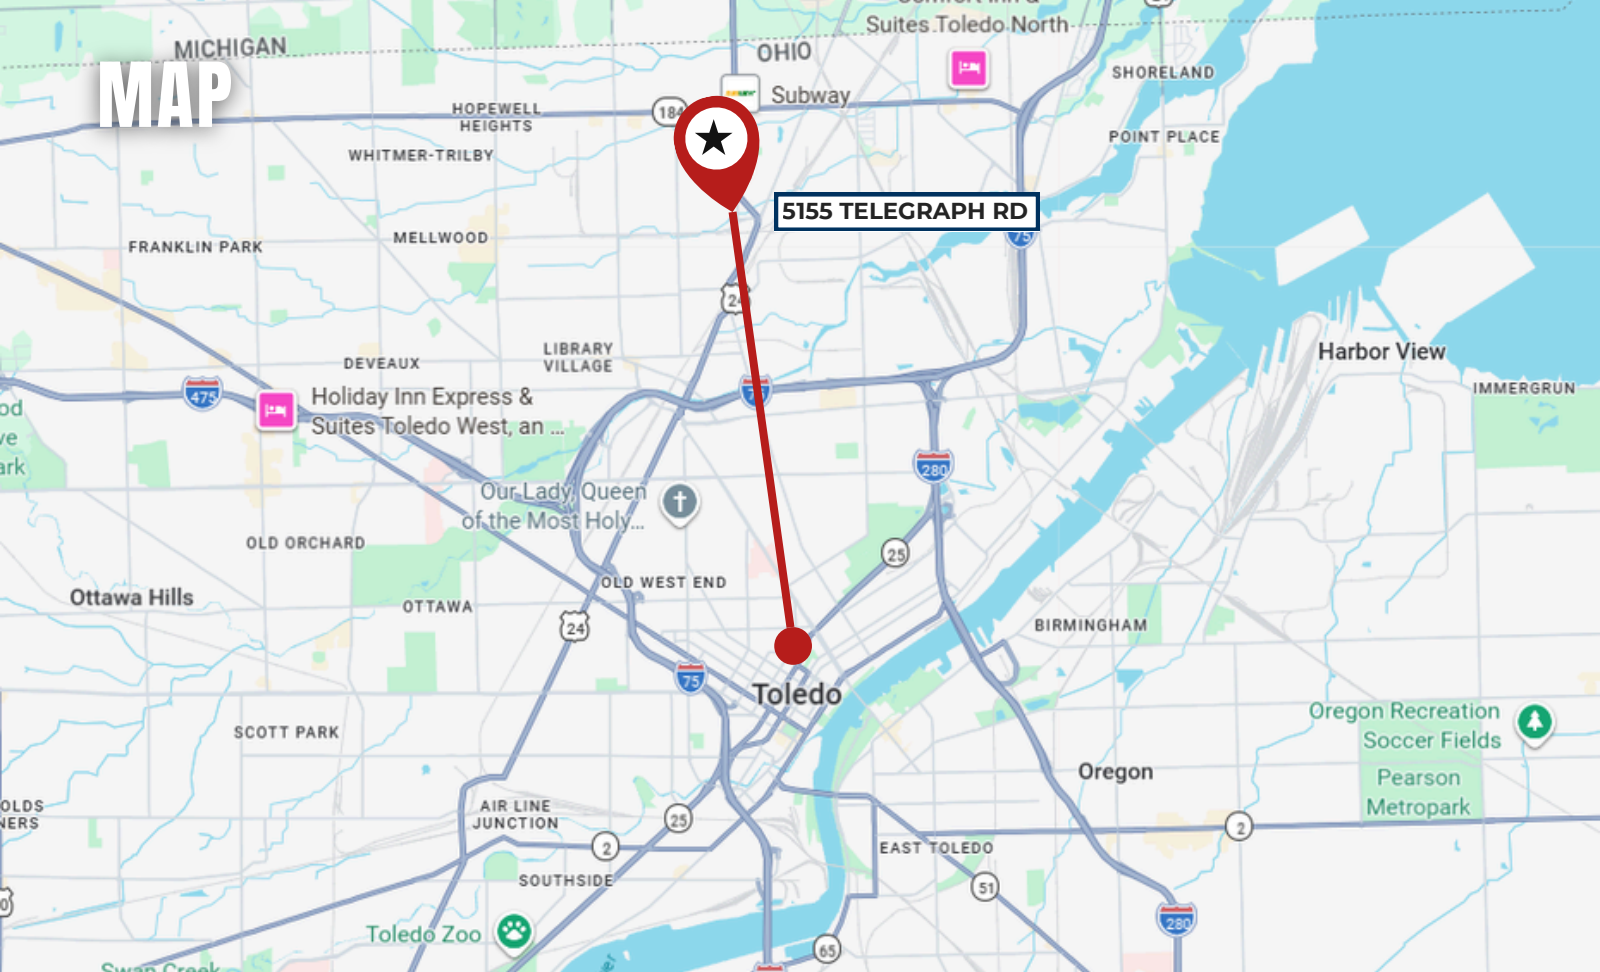 Suites Toledo North
MICHIGAN
OHIO
MAP
SHORELAND
Subway
184
HOPEWELL
HEIGHTS
POINT PLACE
WHITMER-TRILBY
5155 TELEGRAPH RD
75
FRANKLIN PARK
MELLWOOD
24
LIBRARY
VILLAGE
Harbor View
DEVEAUX
IMMERGRUN
475
Holiday Inn Express &
Suites Toledo West, an ...
280
Our Lady, Queen
of the Most Holy...
OLD ORCHARD
25
OLD WEST END
Ottawa Hills
OTTAWA
24
BIRMINGHAM
75
Toledo
Oregon Recreation
Soccer Fields
SCOTT PARK
Oregon
Pearson
Metropark
AIR LINE
JUNCTION
25
2
2
EAST TOLEDO
SOUTHSIDE
51
280
Toledo Zoo
65
Swan Creek